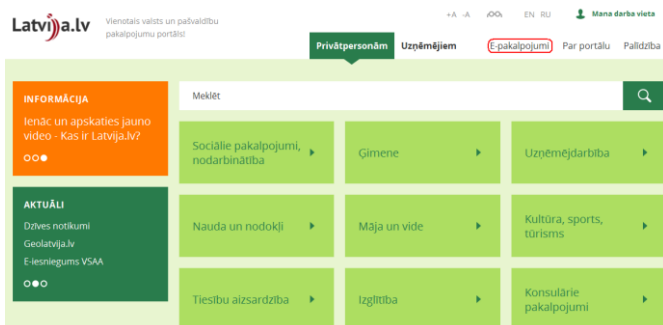 Latvija.lv
Vienotais valsts un pašvaldību
pakalpojumu portāls!
+A -A EN RU Mana darba vieta
Privātpersonām Uzņēmējiem E-pakalpojumi Par portālu Palīdzība
INFORMĀCIJA
Ienāc un apskaties jauno
video - Kas ir Latvija.lv?
AKTUĀLI
Dzīves notikumi
Geolatvija.lv
E-iesniegums VSAA
Meklēt
Sociālie pakalpojumi,
nodarbinātība
Ģimene
Uzņēmējdarbība
Nauda un nodokļi
Māja un vide
Kultūra, sports,
tūrisms
Tiesību aizsardzība
Izglītība
Konsulārie
pakalpojumi